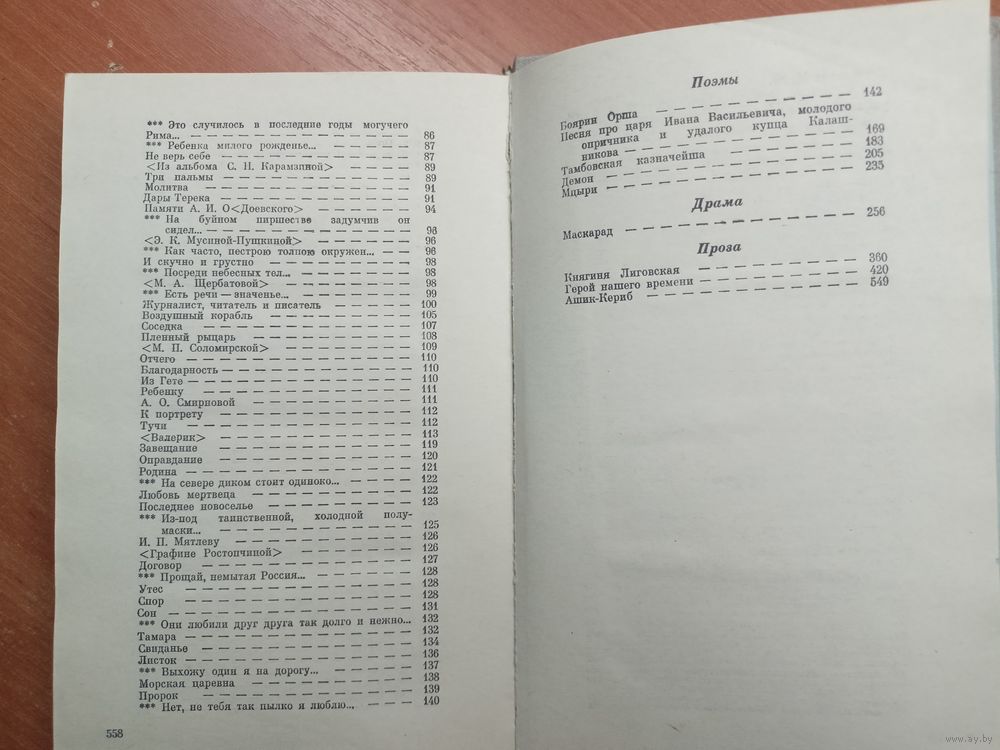 *** Это случилось в последние годы могучего
Рима... — — — — — — — — — — — — 86
*** Ребенка милого рожденье... — — — — — 87
Не верь себе — — — — — — — — — — — 87
<Из альбома С. Н. Карамзиной> — — — — 89
Три пальмы — — — — — — — — — — — 89
Молитва — — — — — — — — — — — — 91
Дары Терека — — — — — — — — — — — 91
Памяти А. И. О<Доевского> — — — — — — 94
*** На буйном пиршестве задумчив он
сидел... — — — — — — — — — — — — 96
<Э. К. Мусиной-Пушкиной> — — — — — — 96
*** Как часто, пестрою толпою окружен... — — 96
И скучно и грустно — — — — — — — — 98
*** Посреди небесных тел... — — — — — — 98
<М. А. Щербатовой> — — — — — — — — 98
*** Есть речи — значенье... — — — — — — 99
Журналист, читатель и писатель — — — — 100
Воздушный корабль — — — — — — — — 105
Соседка — — — — — — — — — — — — 107
Пленный рыцарь — — — — — — — — — 108
<М. П. Соломирской> — — — — — — — — 109
Отчего — — — — — — — — — — — — — 110
Благодарность — — — — — — — — — — — 110
Из Гете — — — — — — — — — — — — — 110
Ребенку — — — — — — — — — — — — 111
А. О. Смирновой — — — — — — — — — 111
К портрету — — — — — — — — — — — 112
Тучи — — — — — — — — — — — — — — 112
<Валерик> — — — — — — — — — — — 113
Завещание — — — — — — — — — — — — 119
Оправдание — — — — — — — — — — — 120
Родина — — — — — — — — — — — — — 121
*** На севере диком стоит одиноко... — — — — 122
Любовь мертвеца — — — — — — — — — — 122
Последнее новоселье — — — — — — — — — 123
*** Из-под таинственной, холодной полу-
маски... — — — — — — — — — — — 125
И. П. Мятлеву — — — — — — — — — — — 126
<Графине Ростопчиной> — — — — — — — 126
Договор — — — — — — — — — — — — 127
*** Прощай, немытая Россия... — — — — — — 128
Утес — — — — — — — — — — — — — 128
Спор — — — — — — — — — — — — — 128
Сон — — — — — — — — — — — — — — 131
*** Они любили друг друга так долго и нежно... 132
Тамара — — — — — — — — — — — — — 132
Свиданье — — — — — — — — — — — — 134
Листок — — — — — — — — — — — — — 136
*** Выхожу один я на дорогу... — — — — — 137
Морская царевна — — — — — — — — — — 138
Пророк — — — — — — — — — — — — 139
*** Нет, не тебя так пылко я люблю... — — — 140
558
Поэмы
Боярин Орша — — — — — — — — — — — 142
Песня про царя Ивана Васильевича, молодого
опричника и удалого купца Калаш-
никова — — — — — — — — — — — — 169
Тамбовская казначейша — — — — — — — — 183
Демон — — — — — — — — — — — — — — 205
Мцыри — — — — — — — — — — — — — 235
Драма
Маскарад — — — — — — — — — — — — 256
Проза
Княгиня Лиговская — — — — — — — — — 360
Герой нашего времени — — — — — — — — 420
Ашик-Кериб — — — — — — — — — — — 549
www.ay.by